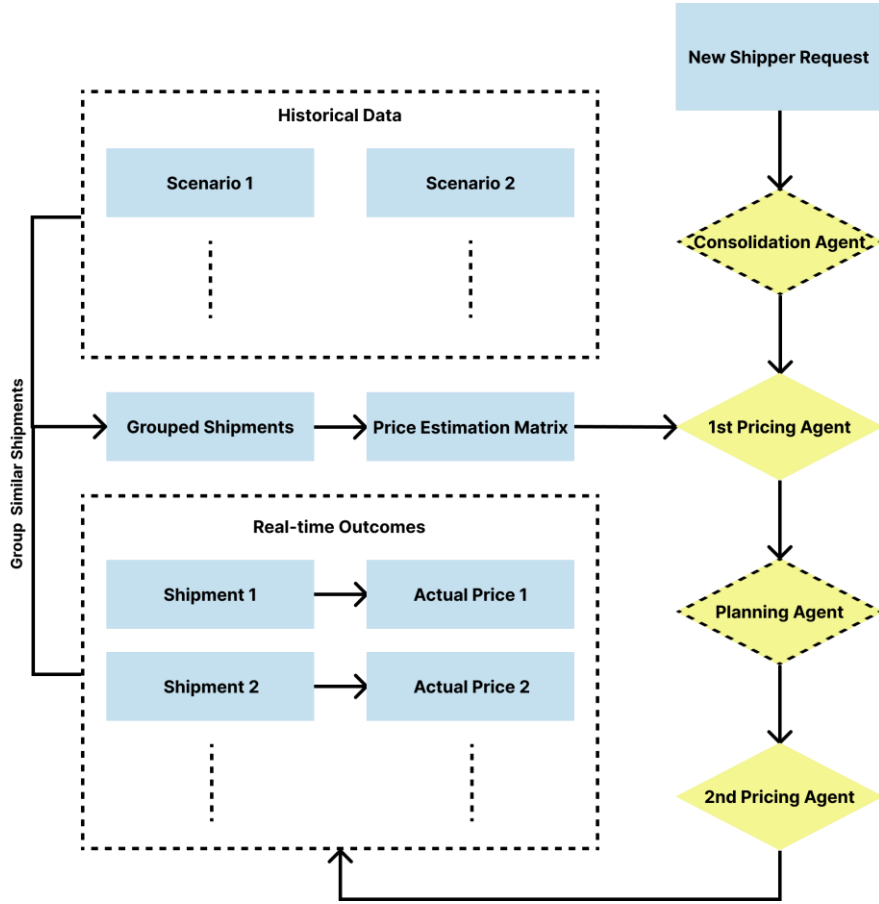 New Shipper Request
Historical Data
Scenario 1
Scenario 2
Consolidation Agent
Group Similar Shipments
Grouped Shipments
Price Estimation Matrix
1st Pricing Agent
Real-time Outcomes
Shipment 1
Actual Price 1
Planning Agent
Shipment 2
Actual Price 2
2nd Pricing Agent